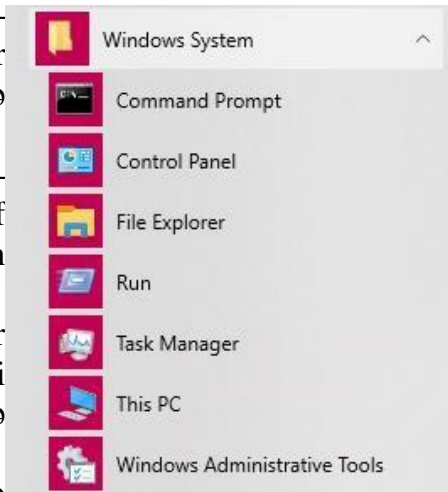 Windows System
Command Prompt
Control Panel
File Explorer
Run
Task Manager
This PC
Windows Administrative Tools